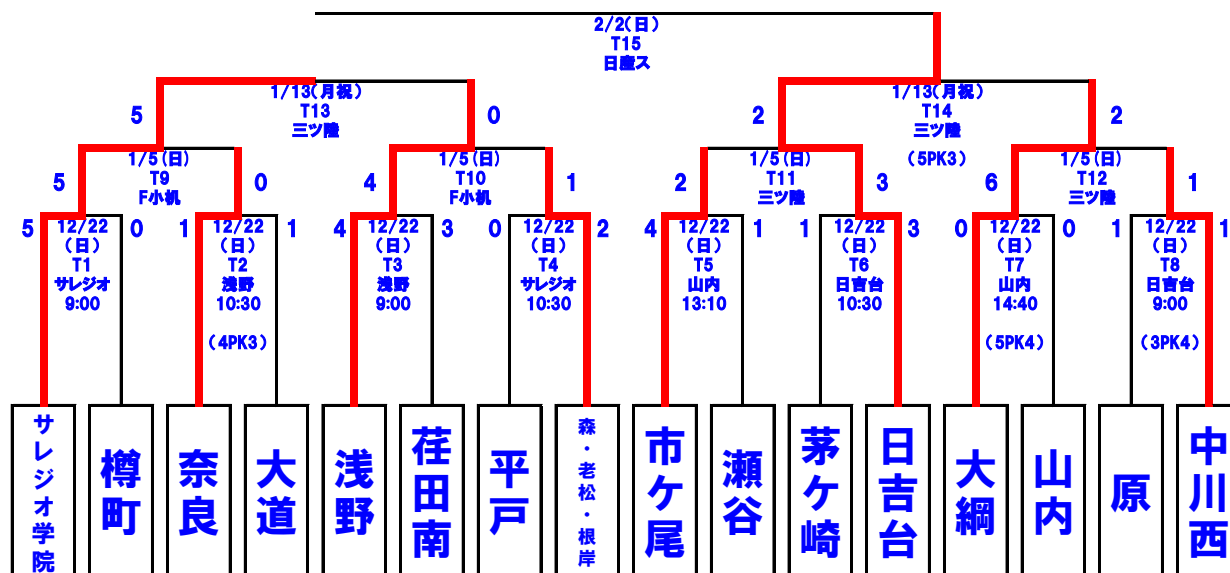 2/2(日)
T15
日産ス
1/13(月祝)
T13
三ツ陸
5
0
1/13(月祝)
T14
三ツ陸
(5PK3)
2
2
1/5(日)
T9
F小机
5
0
1/5(日)
T10
F小机
4
1
1/5(日)
T11
三ツ陸
2
3
1/5(日)
T12
三ツ陸
6
1
5
12/22
(日)
T1
サレジオ
9:00
0
1
12/22
(日)
T2
浅野
10:30
(4PK3)
1
4
12/22
(日)
T3
浅野
9:00
3
0
12/22
(日)
T4
サレジオ
10:30
2
4
12/22
(日)
T5
山内
13:10
1
1
12/22
(日)
T6
日吉台
10:30
3
0
12/22
(日)
T7
山内
14:40
(5PK4)
0
1
12/22
(日)
T8
日吉台
9:00
(3PK4)
1
サレジオ学院
樽町
奈良
大道
浅野
荏田南
平戸
森・老松・根岸
市ケ尾
瀬谷
茅ケ崎
日吉台
大綱
山内
原
中川西